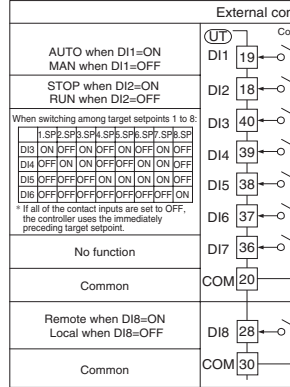 External con
UT
Co
AUTO when DI1=ON
MAN when DI1=OFF
DI1 19
STOP when DI2=ON
RUN when DI2=OFF
DI2 18
When switching among target setpoints 1 to 8:
1.SP 2.SP 3.SP 4.SP 5.SP 6.SP 7.SP 8.SP
DI3 ON OFF ON OFF ON OFF ON OFF
DI4 OFF ON ON OFF OFF ON ON OFF
DI5 OFF OFF OFF ON ON ON ON OFF
DI6 OFF OFF OFF OFF OFF OFF OFF ON
* If all of the contact inputs are set to OFF,
the controller uses the immediately
preceding target setpoint.
DI3 40
DI4 39
DI5 38
DI6 37
No function
DI7 36
Common
COM 20
Remote when DI8=ON
Local when DI8=OFF
DI8 28
Common
COM 30